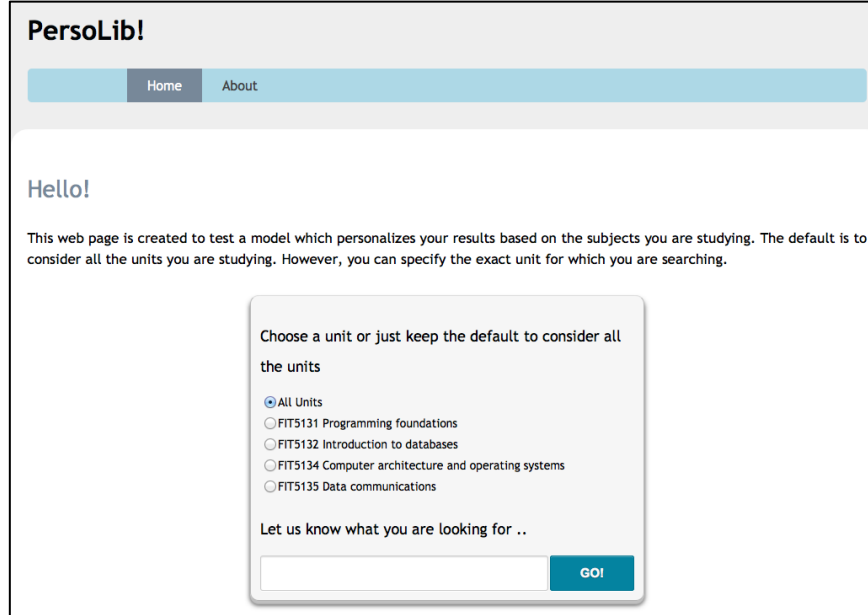 PersoLib!
Home About
Hello!
This web page is created to test a model which personalizes your results based on the subjects you are studying. The default is to
consider all the units you are studying. However, you can specify the exact unit for which you are searching.
Choose a unit or just keep the default to consider all
the units
All Units
FIT5131 Programming foundations
FIT5132 Introduction to databases
FIT5134 Computer architecture and operating systems
FIT5135 Data communications
Let us know what you are looking for ..
GO!